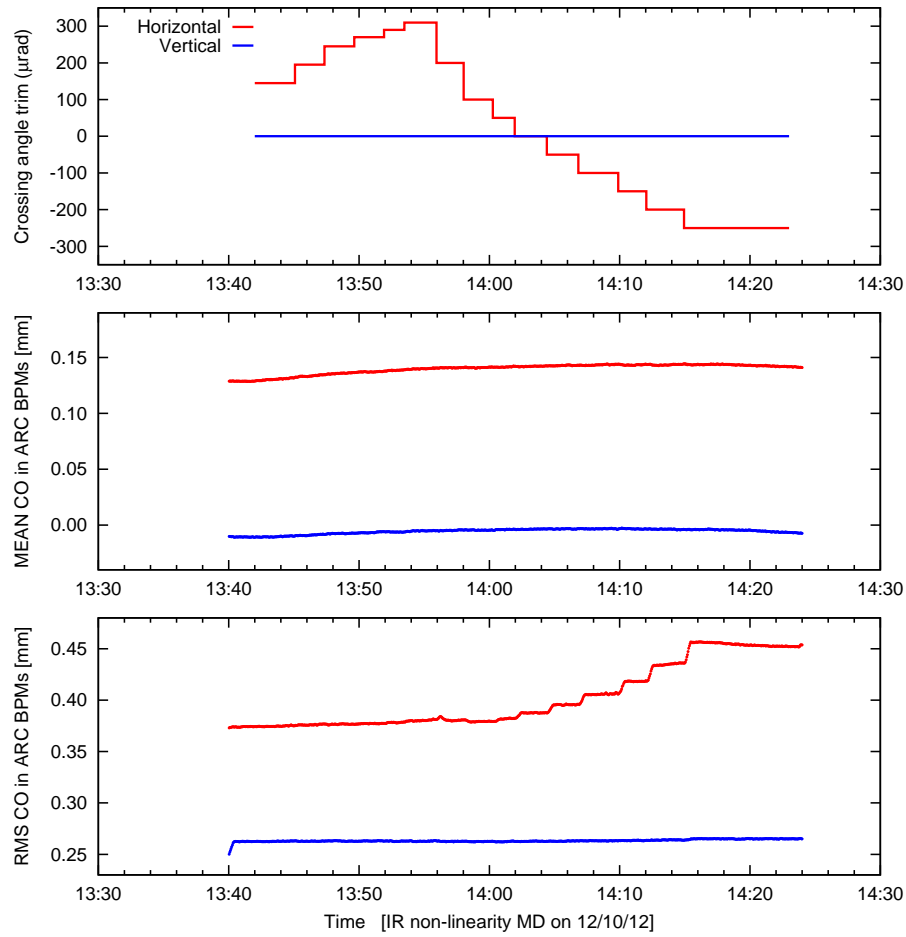 Crossing angle trim (μrad)
300
200
100
0
-100
-200
-300
Horizontal
Vertical
13:30 13:40 13:50 14:00 14:10 14:20 14:30
MEAN CO in ARC BPMs [mm]
0.15
0.10
0.05
0.00
13:30 13:40 13:50 14:00 14:10 14:20 14:30
RMS CO in ARC BPMs [mm]
0.45
0.40
0.35
0.30
0.25
13:30 13:40 13:50 14:00 14:10 14:20 14:30
Time [IR non-linearity MD on 12/10/12]